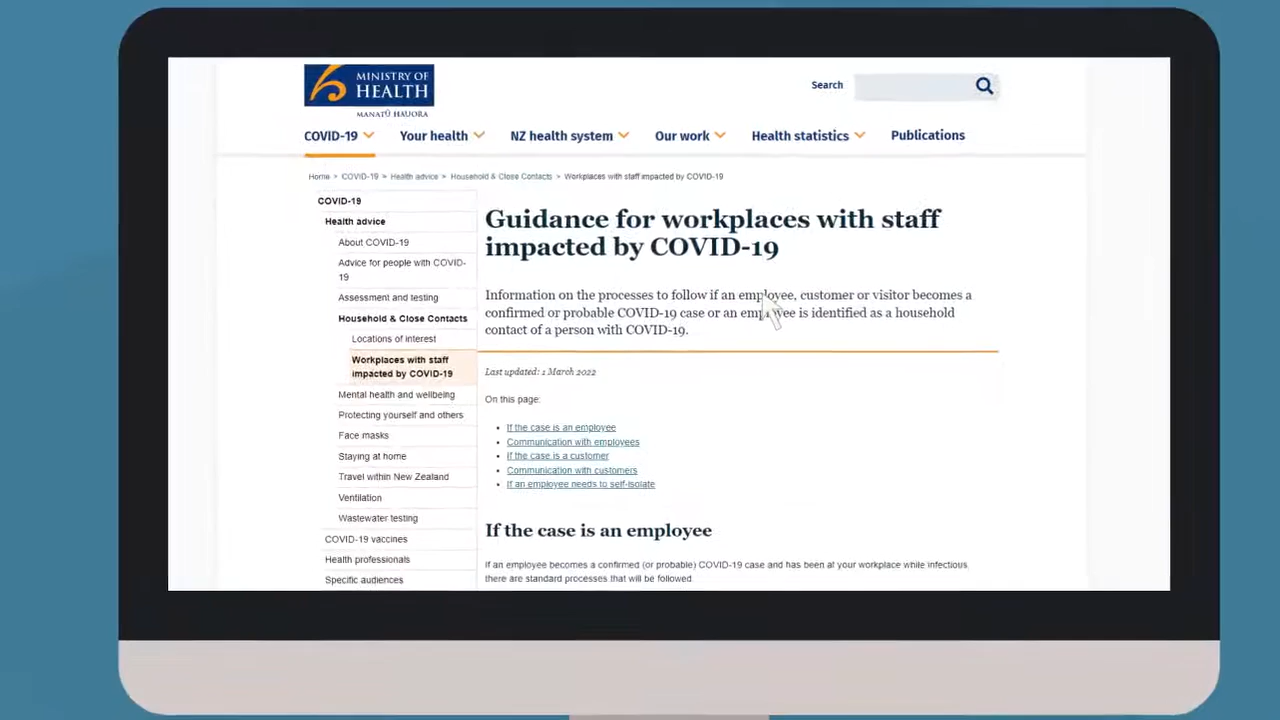 MINISTRY OF
HEALTH
MANATŪ HAUORA
Search
COVID-19
Your health
NZ health system
Our work
Health statistics
Publications
Home > COVID-19 > Health advice > Household & Close Contacts > Workplaces with staff impacted by COVID-19
COVID-19
Health advice
About COVID-19
Advice for people with COVID-
19
Assessment and testing
Household & Close Contacts
Locations of interest
Workplaces with staff
impacted by COVID-19
Mental health and wellbeing
Protecting yourself and others
Face masks
Staying at home
Travel within New Zealand
Ventilation
Wastewater testing
COVID-19 vaccines
Health professionals
Specific audiences
Guidance for workplaces with staff
impacted by COVID-19
Information on the processes to follow if an employee, customer or visitor becomes a
confirmed or probable COVID-19 case or an employee is identified as a household
contact of a person with COVID-19.
Last updated: 1 March 2022
On this page:
• If the case is an employee
• Communication with employees
• If the case is a customer
• Communication with customers
• If an employee needs to self-isolate
If the case is an employee
If an employee becomes a confirmed (or probable) COVID-19 case and has been at your workplace while infectious,
there are standard processes that will be followed